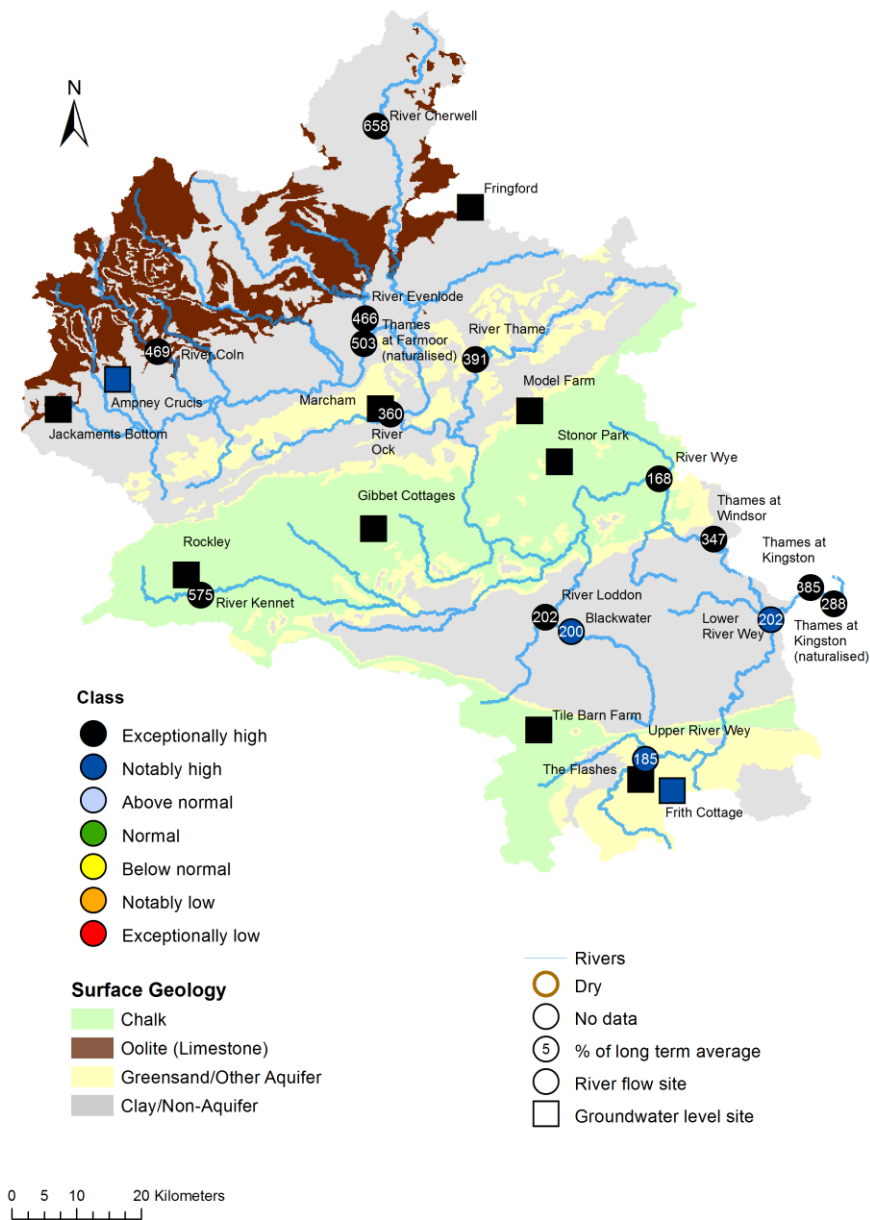 N
River Cherwell
658
Fringford
River Evenlode
466
Thames
at Farmoor
(naturalised)
503
River Thame
391
469
River Coln
Ampney Crucis
Jackaments Bottom
Marcham
360
River
Ock
Model Farm
Stonor Park
River Wye
168
Gibbet Cottages
Thames at
Windsor
347
Rockley
575
River Kennet
Thames at
Kingston
385
288
Thames at
Kingston
(naturalised)
River Loddon
202
Blackwater
200
Lower
River Wey
202
Tile Barn Farm
Upper River Wey
185
The Flashes
Frith Cottage
Class
Exceptionally high
Notably high
Above normal
Normal
Below normal
Notably low
Exceptionally low
Surface Geology
Chalk
Oolite (Limestone)
Greensand/Other Aquifer
Clay/Non-Aquifer
Rivers
Dry
No data
5 % of long term average
River flow site
Groundwater level site
0 5 10 20 Kilometers